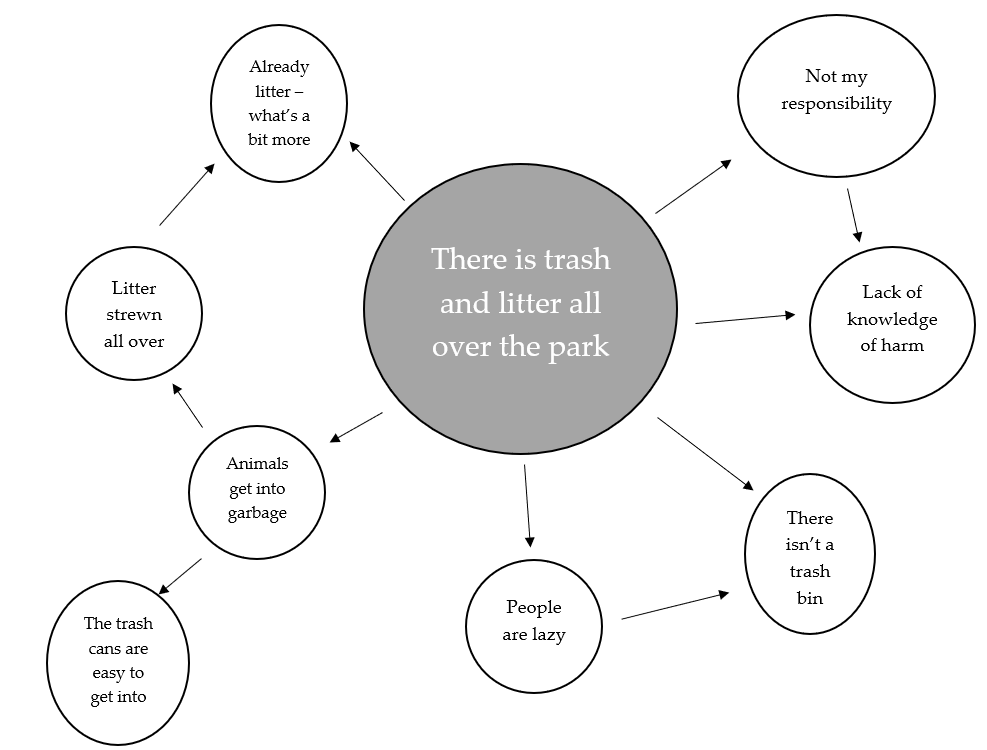 Already
litter –
what's a
bit more
Not my
responsibility
There is trash
and litter all
over the park
Litter
strewn
all over
Lack of
knowledge
of harm
Animals
get into
garbage
There
isn't a
trash
bin
People
are lazy
The trash
cans are
easy to
get into